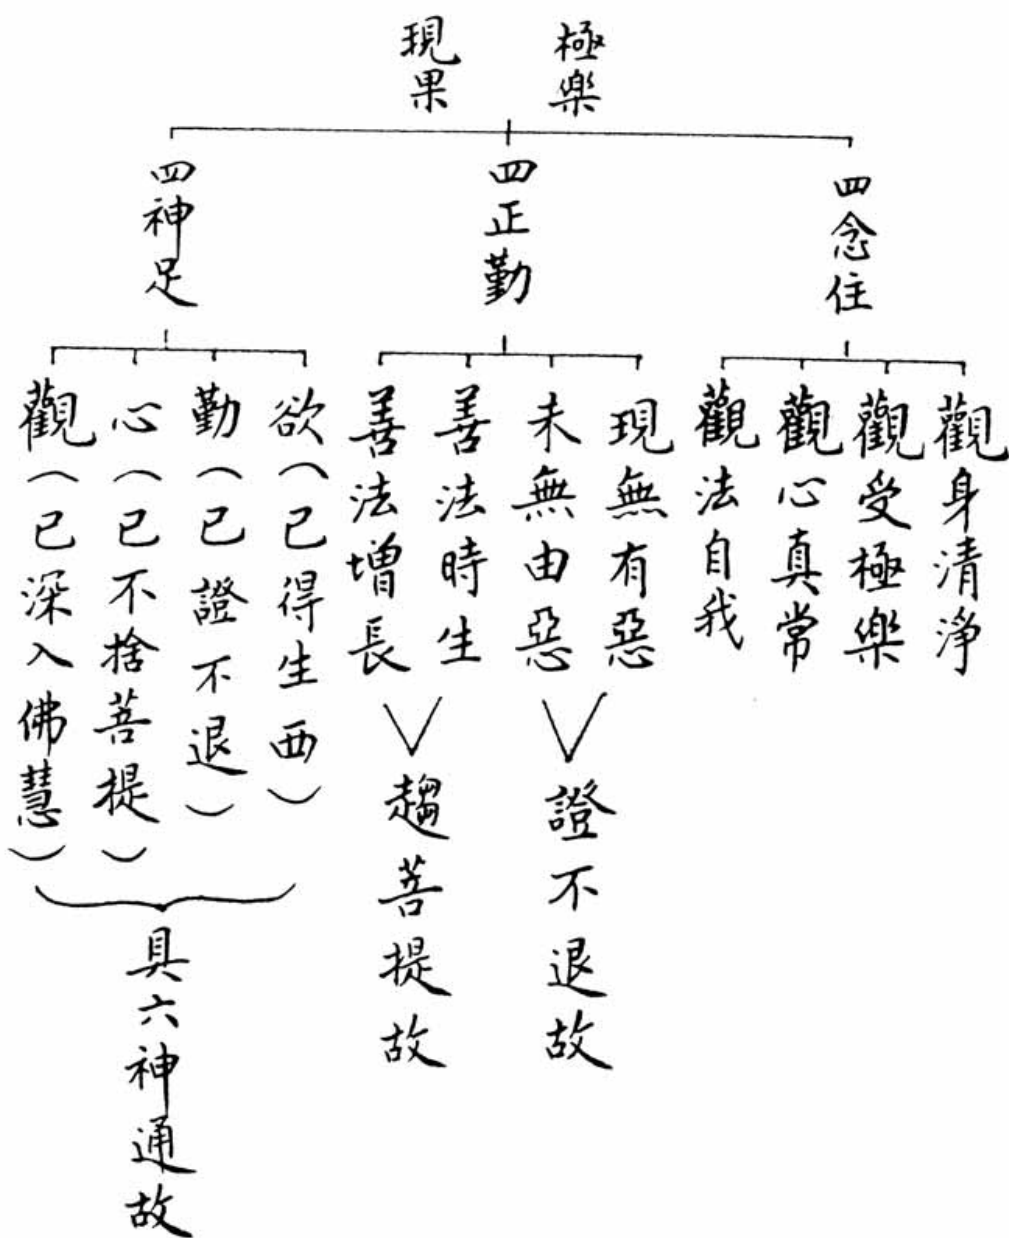 極樂
現果
四念住
觀身清淨
觀受極樂
觀心真常
觀法自我
四正勤
現無有惡
未無由惡
證不退故
善法時生
善法增長
趨菩提故
四神足
欲（已得生西）
勤（已證不退）
心（已不捨菩提）
觀（已深入佛慧）
具六神通故